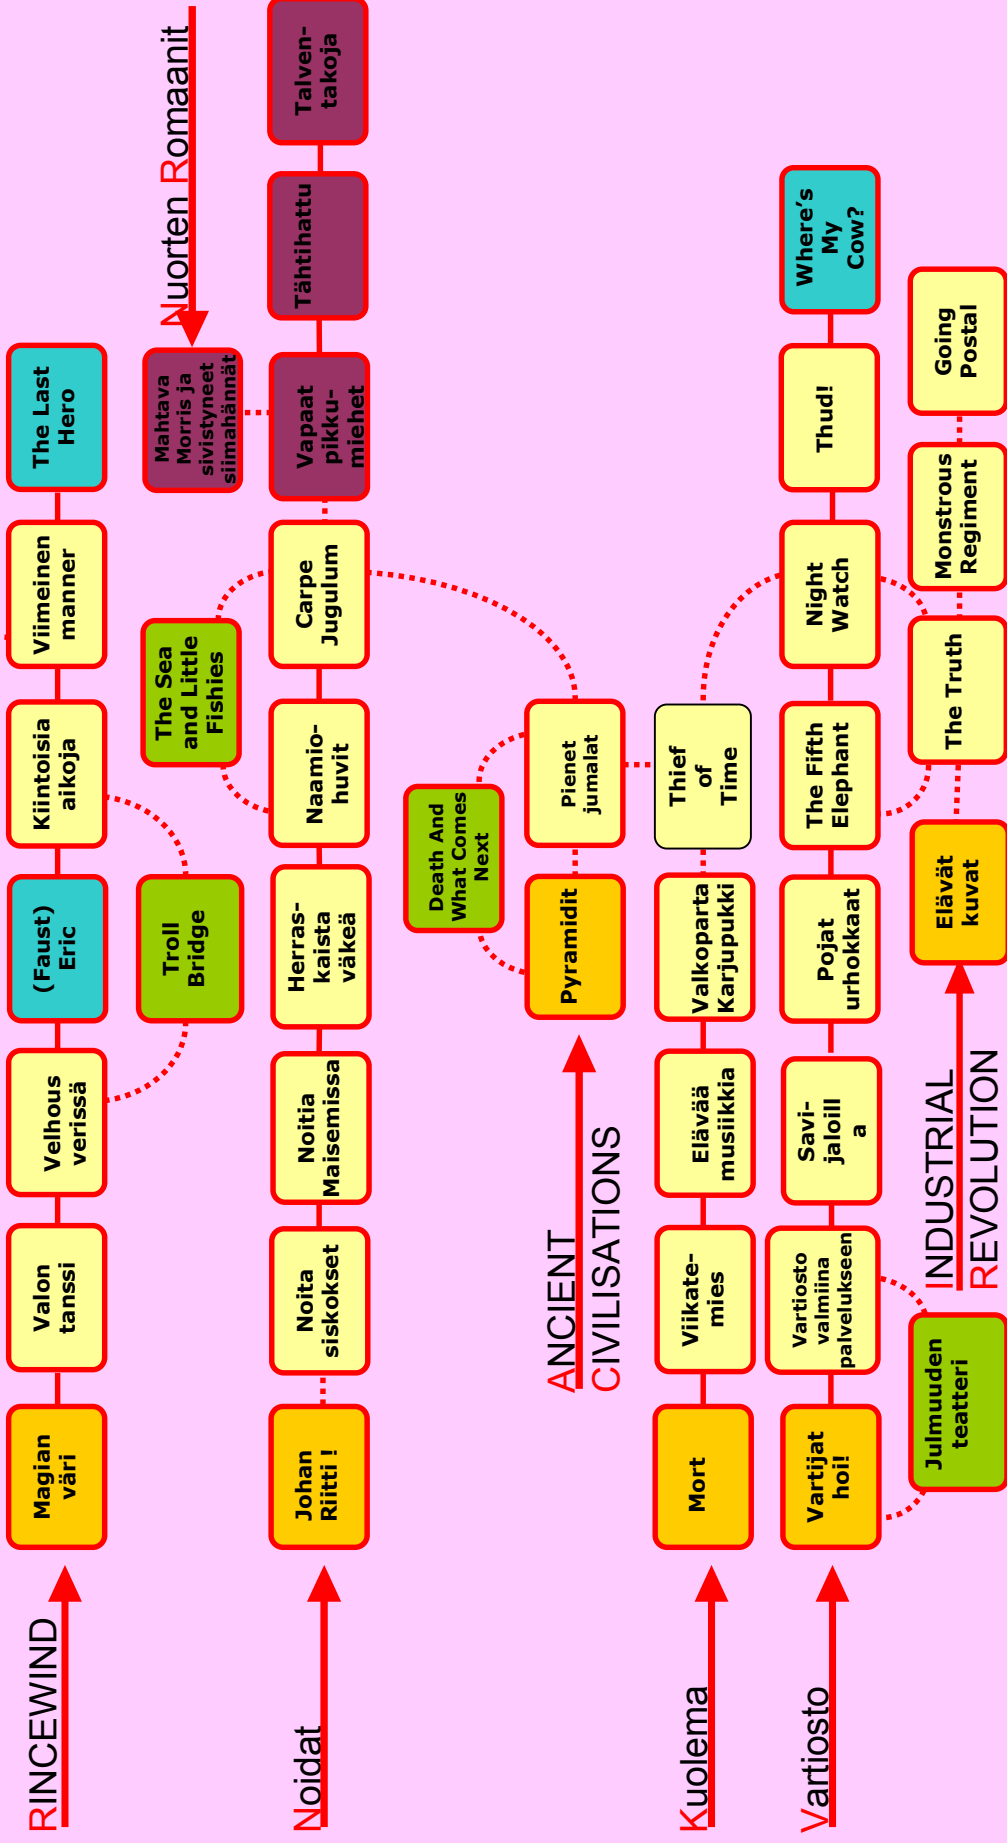 RINCEWIND
Magian
väri
Valon
tanssi
Velhous
verissä
(Faust)
Eric
Kiintoisia
aikoja
Viimeinen
manner
The Last
Hero
Troll
Bridge
The Sea
and Little
Fishies
Nuorten Romaanit
Mahtava
Morris ja
sivistyneet
siimahännät
Noidat
Johan
Riitti !
Noita
siskokset
Noitia
Maisemissa
Herras-
kaista
väkeä
Naamio-
huvit
Carpe
Jugulum
Vapaat
pikku-
miehet
Tähtihattu
Talven-
takoja
Death And
What Comes
Next
ANCIENT
CIVILISATIONS
Pyramidit
Pienet
jumalat
Kuolema
Mort
Viikate-
mies
Elävää
musiikkia
Valkoparta
Karjupukki
Thief
of
Time
Vartiosto
Vartijat
hoi!
Vartiosto
valmiina
palvelukseen
Savi-
jaloill
a
Pojat
urhokkaat
The Fifth
Elephant
Night
Watch
Thud!
Where's
My
Cow?
Julmuuden
teatteri
INDUSTRIAL
REVOLUTION
Elävät
kuvat
The Truth
Monstrous
Regiment
Going
Postal